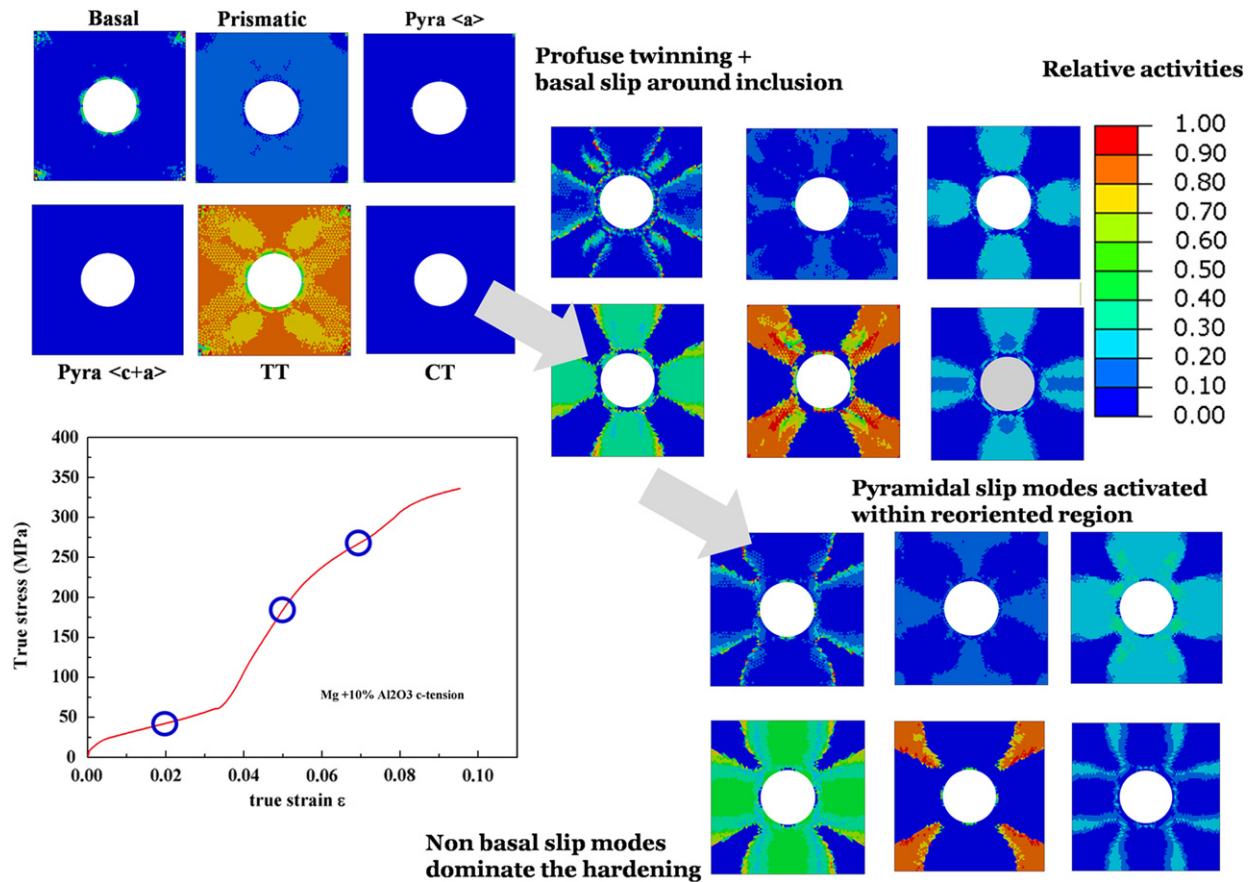 Basal
Prismatic
Pyra <a>
Pyra <c+a>
TT
CT
Profuse twinning +
basal slip around inclusion
Relative activities
1.00
0.90
0.80
0.70
0.60
0.50
0.40
0.30
0.20
0.10
0.00
True stress (MPa)
400
350
300
250
200
150
100
50
0
0.00
0.02
0.04
0.06
0.08
0.10
true strain ε
Mg +10% Al2O3 c-tension
Pyramidal slip modes activated
within reoriented region
Non basal slip modes
dominate the hardening